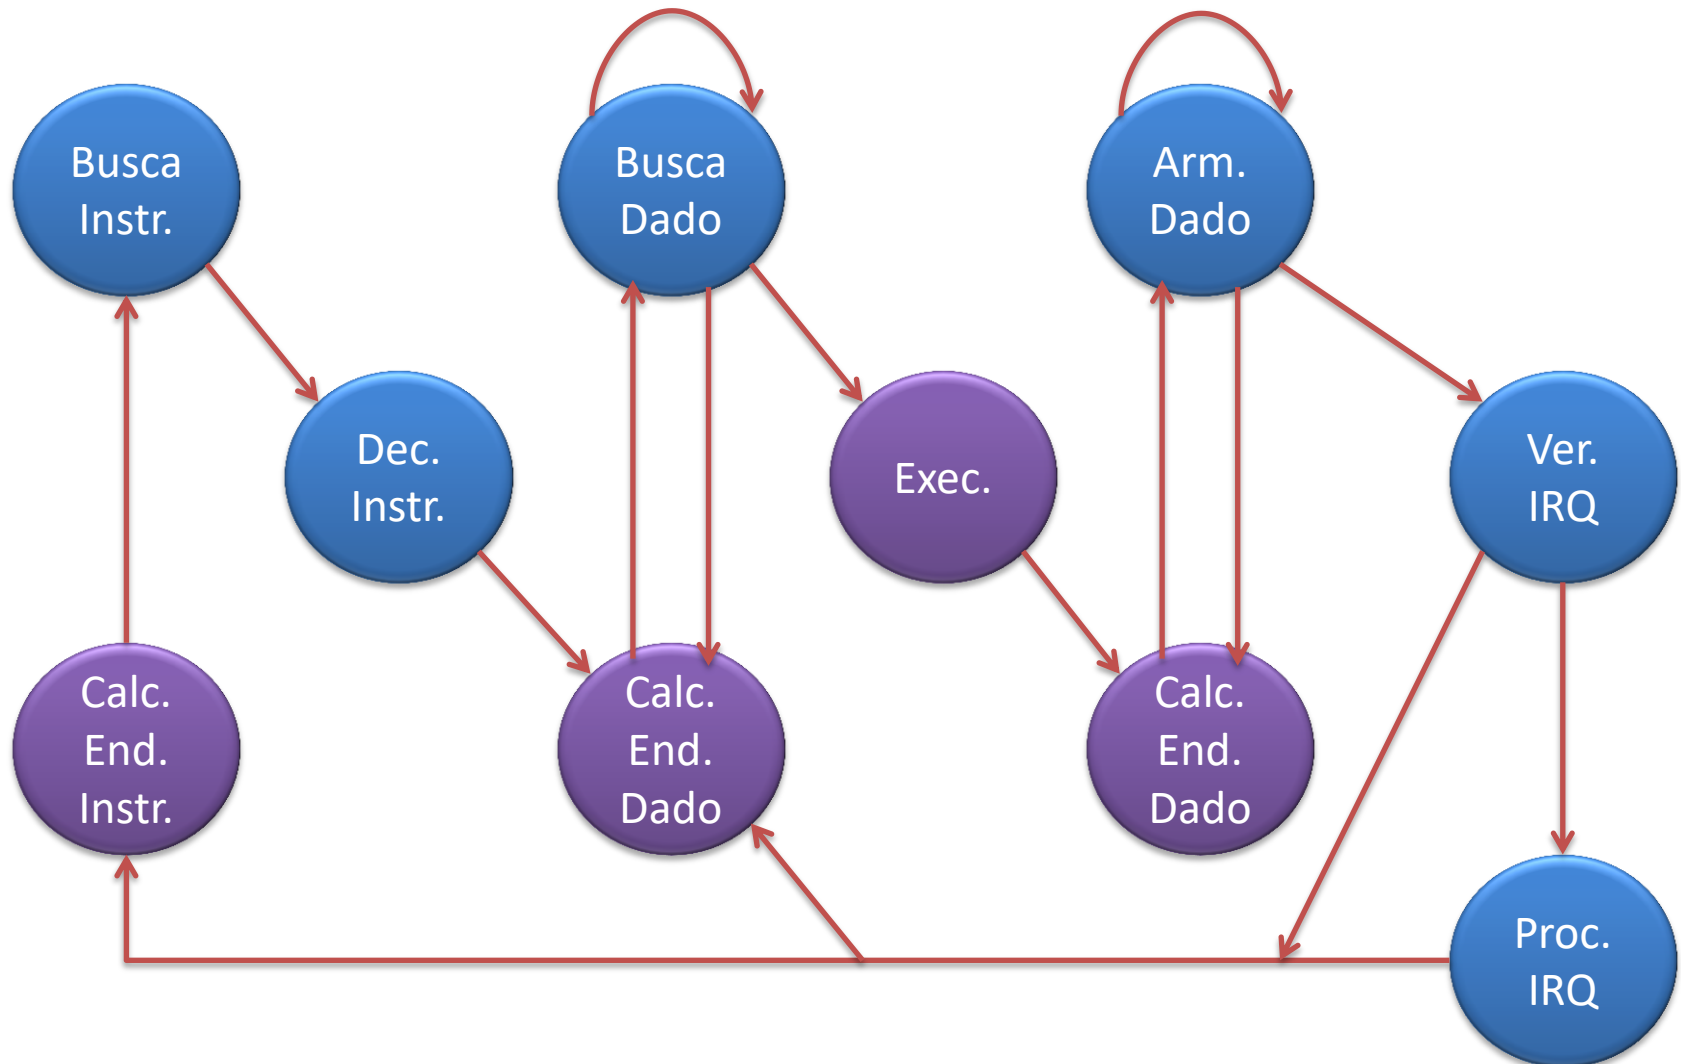 Busca
Instr.
Busca
Dado
Arm.
Dado
Dec.
Instr.
Exec.
Ver.
IRQ
Calc.
End.
Instr.
Calc.
End.
Dado
Calc.
End.
Dado
Proc.
IRQ